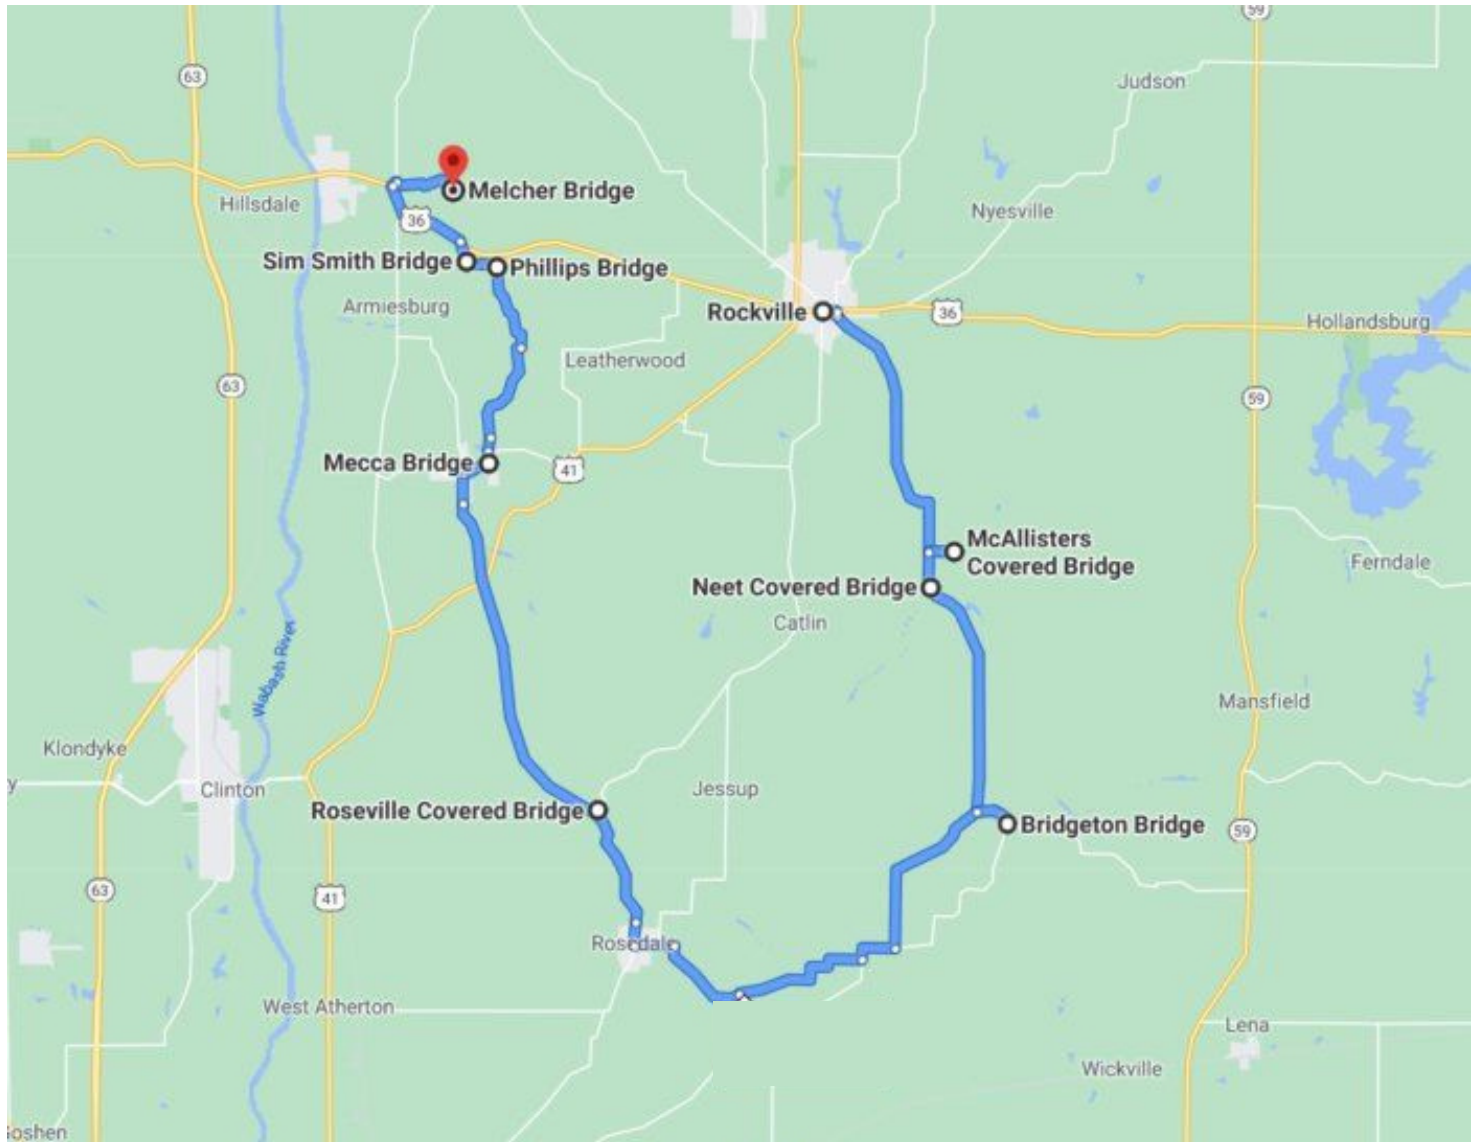 59
63
Judson
Melcher Bridge
Hillsdale
Nyesville
36
Sim Smith Bridge
Phillips Bridge
Armiesburg
Rockville
36
Hollandsburg
Leatherwood
63
59
Mecca Bridge
41
McAllisters
Covered Bridge
Ferndale
Neet Covered Bridge
Catlin
Wabash River
Mansfield
Klondyke
y
Clinton
Jessup
Roseville Covered Bridge
Bridgeton Bridge
59
63
41
Rosedale
West Atherton
Lena
Wickville
oshen